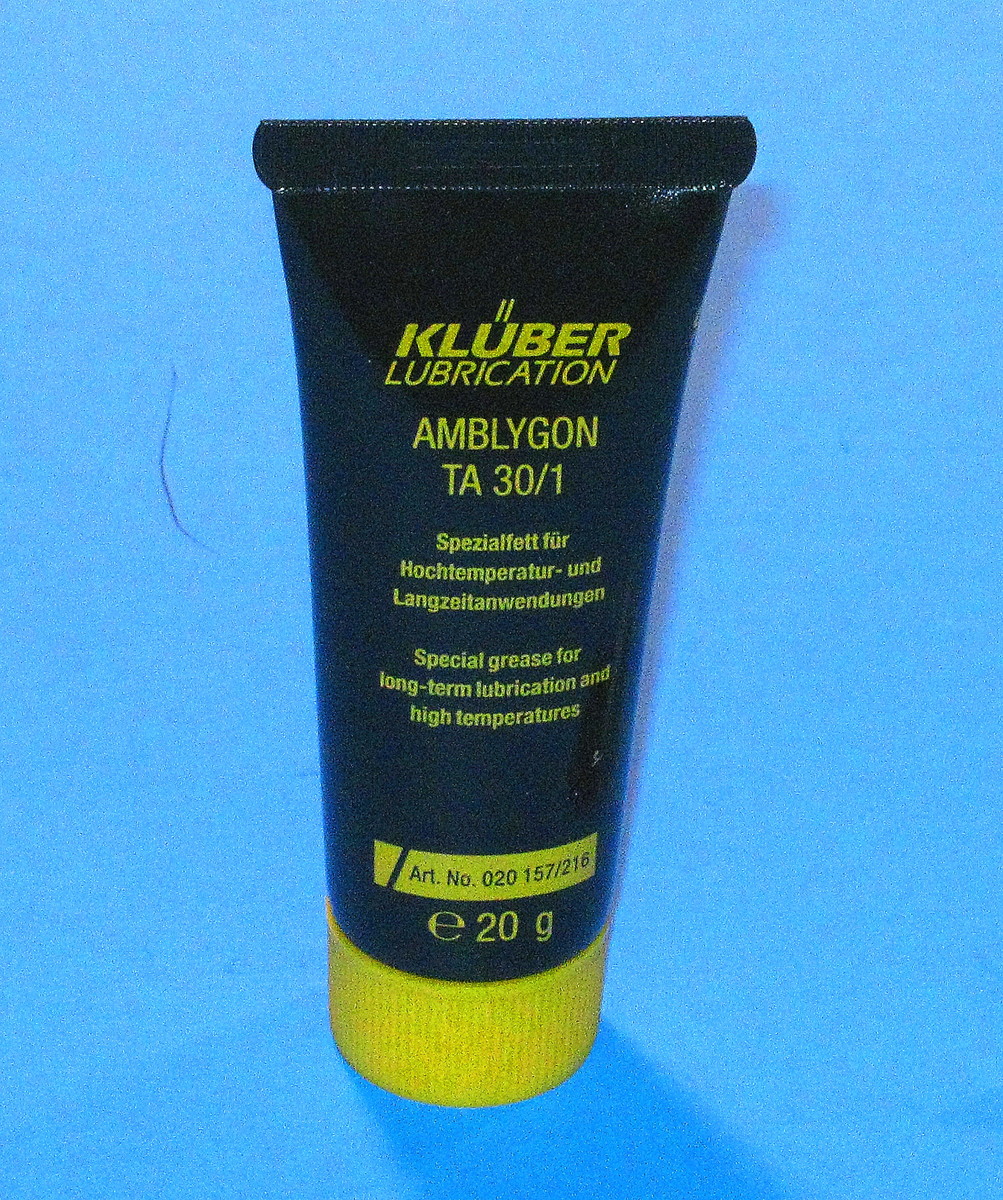 KLÜBER
LUBRICATION
AMBLYGON
TA 30/1
Spezialfett für
Hochtemperatur- und
Langzeitanwendungen
Special grease for
long-term lubrication and
high temperatures
Art. No. 020 157/216
℮ 20 g